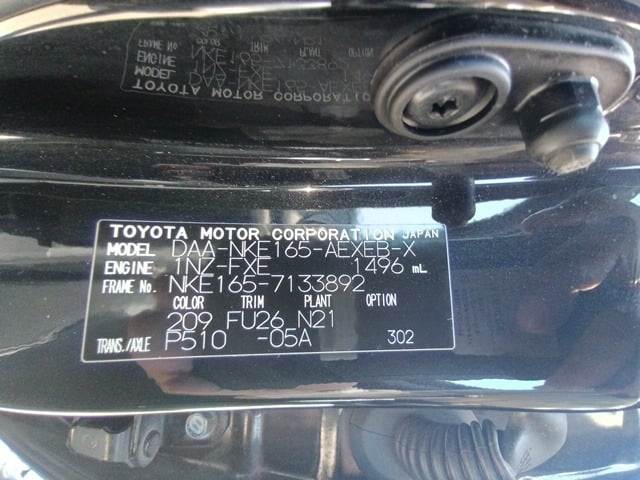 TOYOTA MOTOR CORPORATION JAPAN
MODEL DAA-NKE165-AEXEB-X
ENGINE 1NZ-FXE 1496 mL
FRAME No. NKE165-7133892
COLOR TRIM PLANT OPTION
209 FU26 N21
TRANS./AXLE P510 -05A 302